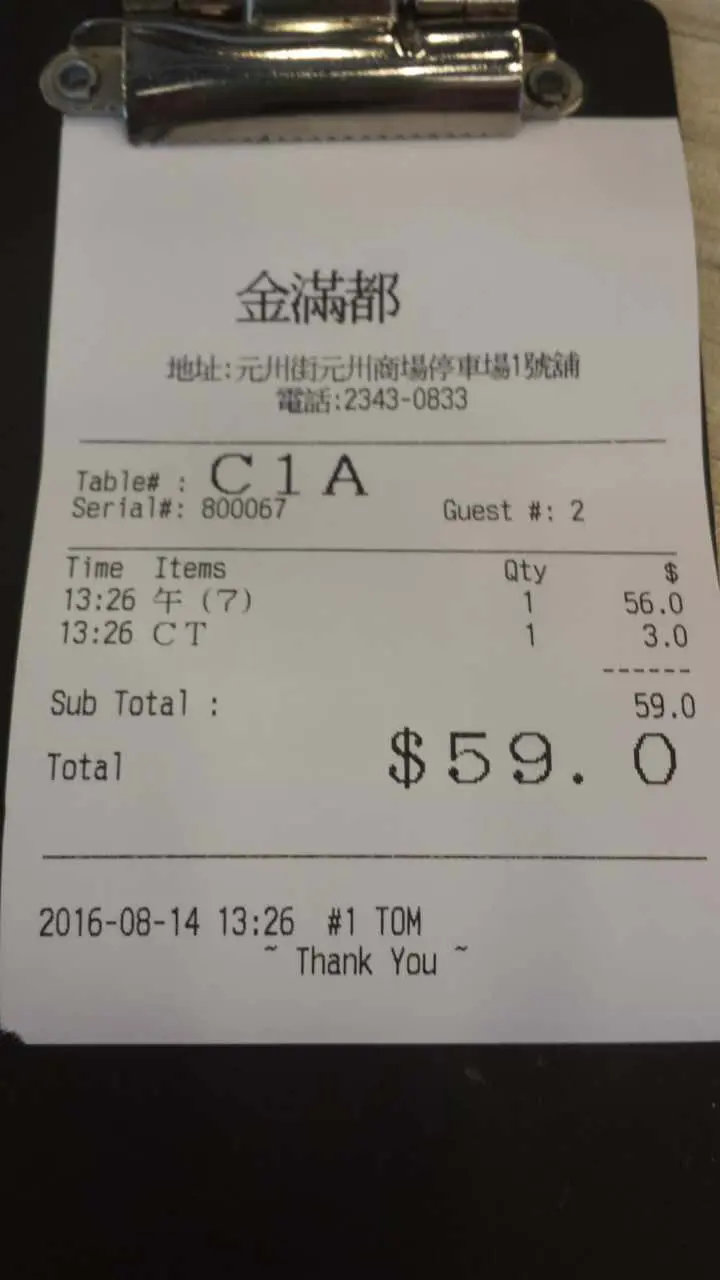 金滿都
地址:元州街元州商場停車場1號舖
電話:2343-0833
Table# : C1A
Serial#: 800067 Guest #: 2
Time Items Qty $
13:26 午(7) 1 56.0
13:26 CT 1 3.0
------
Sub Total : 59.0
Total $59.0
2016-08-14 13:26 #1 TOM
~ Thank You ~